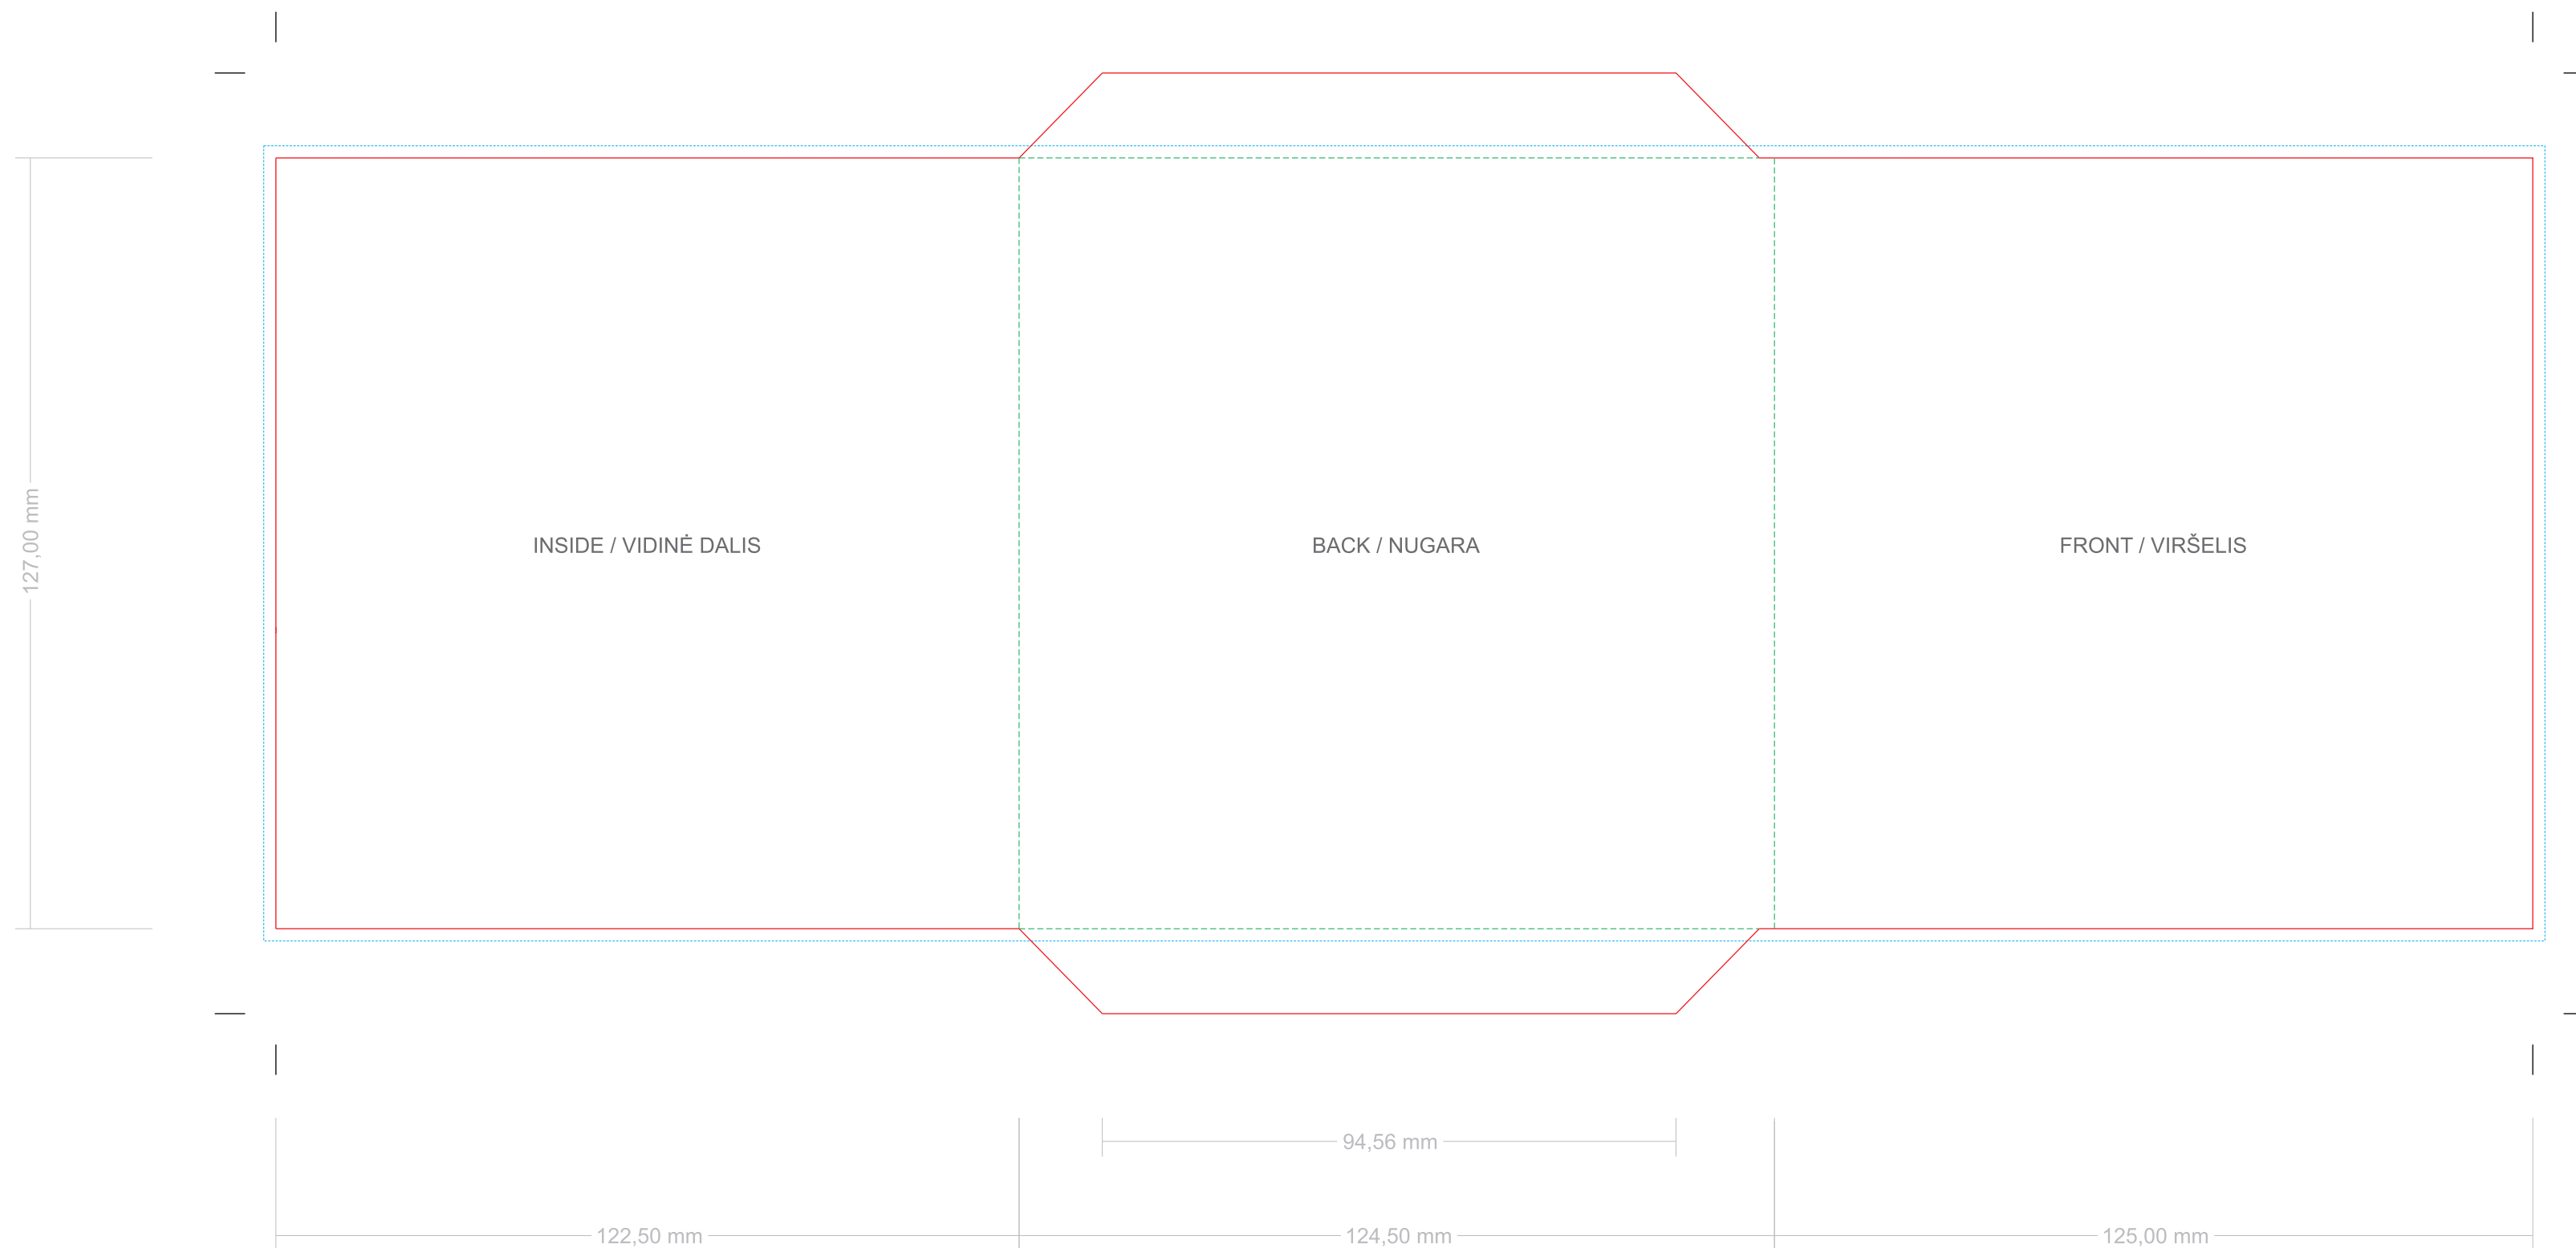 127,00 mm
INSIDE / VIDINĖ DALIS
BACK / NUGARA
FRONT / VIRŠELIS
94,56 mm
122,50 mm
124,50 mm
125,00 mm